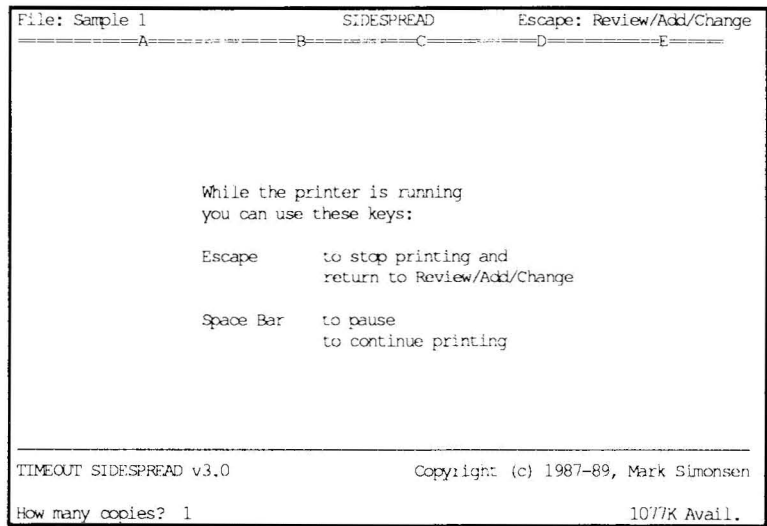 File: Sample 1 SIDESPREAD Escape: Review/Add/Change
A B C D E
While the printer is running
you can use these keys:
Escape to stop printing and
return to Review/Add/Change
Space Bar to pause
to continue printing
TIMEOUT SIDESPREAD v3.0 Copyright (c) 1987-89, Mark Simonsen
How many copies? 1 1077K Avail.